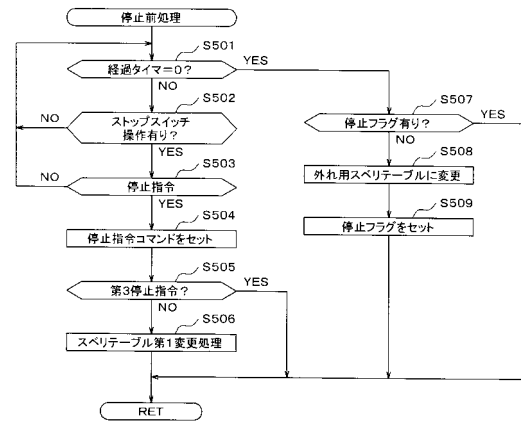 停止前処理
S501
経過タイマ＝0？
YES
NO
S502
ストップスイッチ
操作有り？
NO
YES
S503
停止指令
NO
YES
S504
停止指令コマンドをセット
S505
第3停止指令？
YES
NO
S506
スベリテーブル第1変更処理
RET
S507
停止フラグ有り？
YES
NO
S508
外れ用スベリテーブルに変更
S509
停止フラグをセット